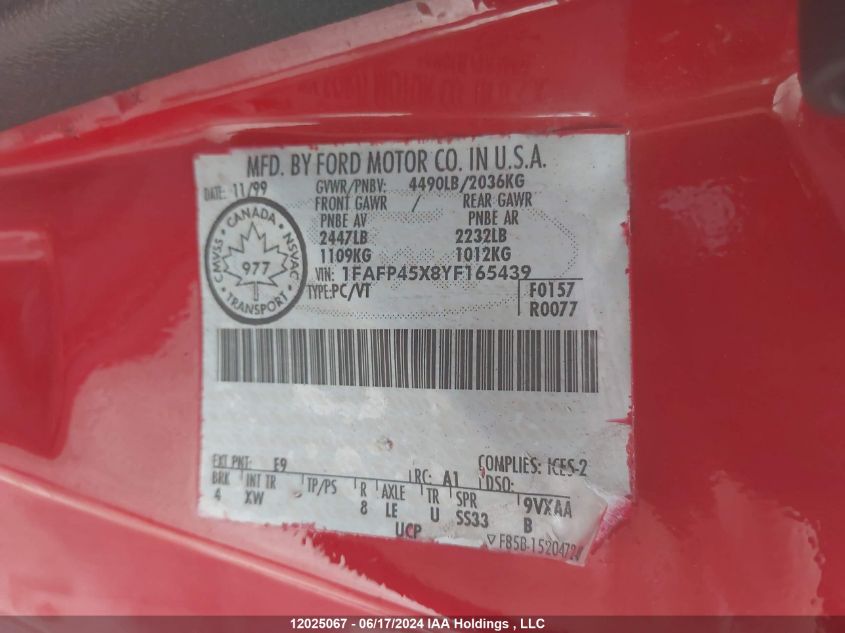 MFD. BY FORD MOTOR CO. IN U.S.A.
DATE: 11/99 GVWR/PNBV: 4490LB/2036KG
FRONT GAWR / REAR GAWR
PNBE AV PNBE AR
2447LB 2232LB
1109KG 1012KG
CANADA
CMVSS 977 NSVAC
TRANSPORT
VIN: 1FAFP45X8YF165439
TYPE:PC/VT F0157
R0077
EXT PNT: E9 RC: A1 COMPLIES: ICES-2
DSO:
BRK INT TR TP/PS R AXLE TR SPR 9VXAA
4 XW 8 LE U SS33 B
UCP
12025067 - 06/17/2024 IAA Holdings , LLC